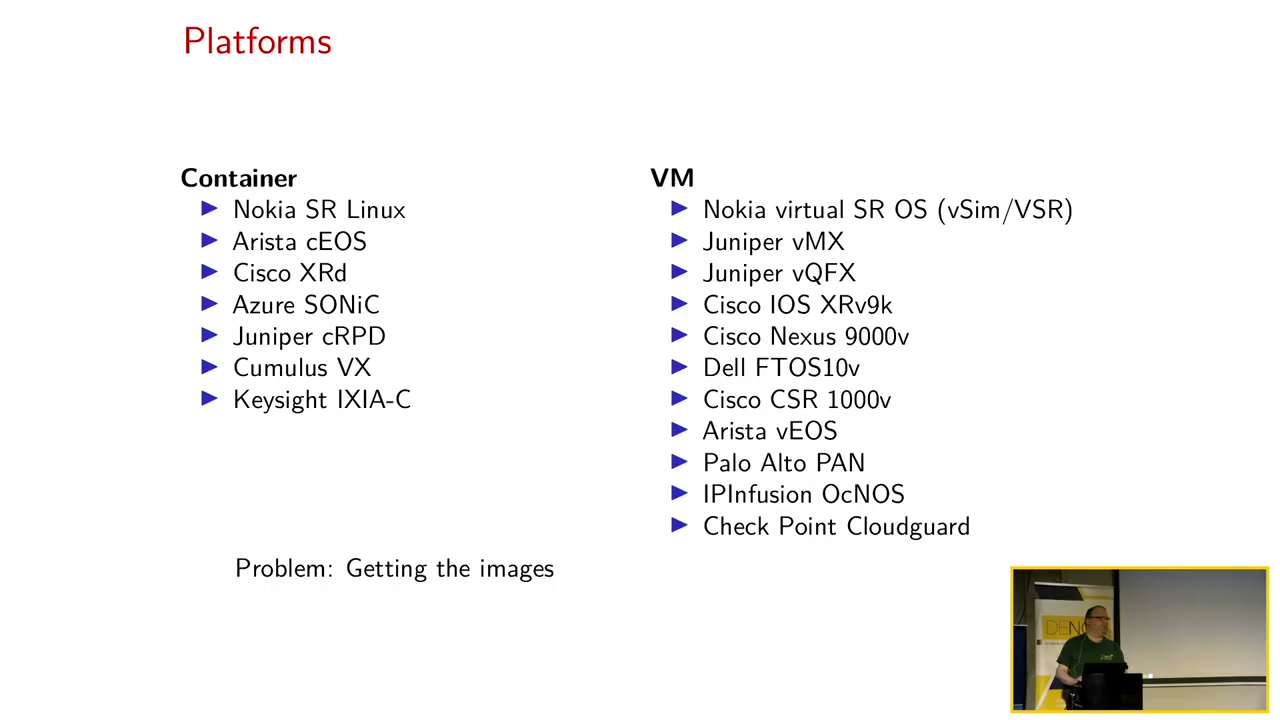 Platforms
Container
Nokia SR Linux
Arista cEOS
Cisco XRd
Azure SONiC
Juniper cRPD
Cumulus VX
Keysight IXIA-C
VM
Nokia virtual SR OS (vSim/VSR)
Juniper vMX
Juniper vQFX
Cisco IOS XRv9k
Cisco Nexus 9000v
Dell FTOS10v
Cisco CSR 1000v
Arista vEOS
Palo Alto PAN
IPInfusion OcNOS
Check Point Cloudguard
Problem: Getting the images